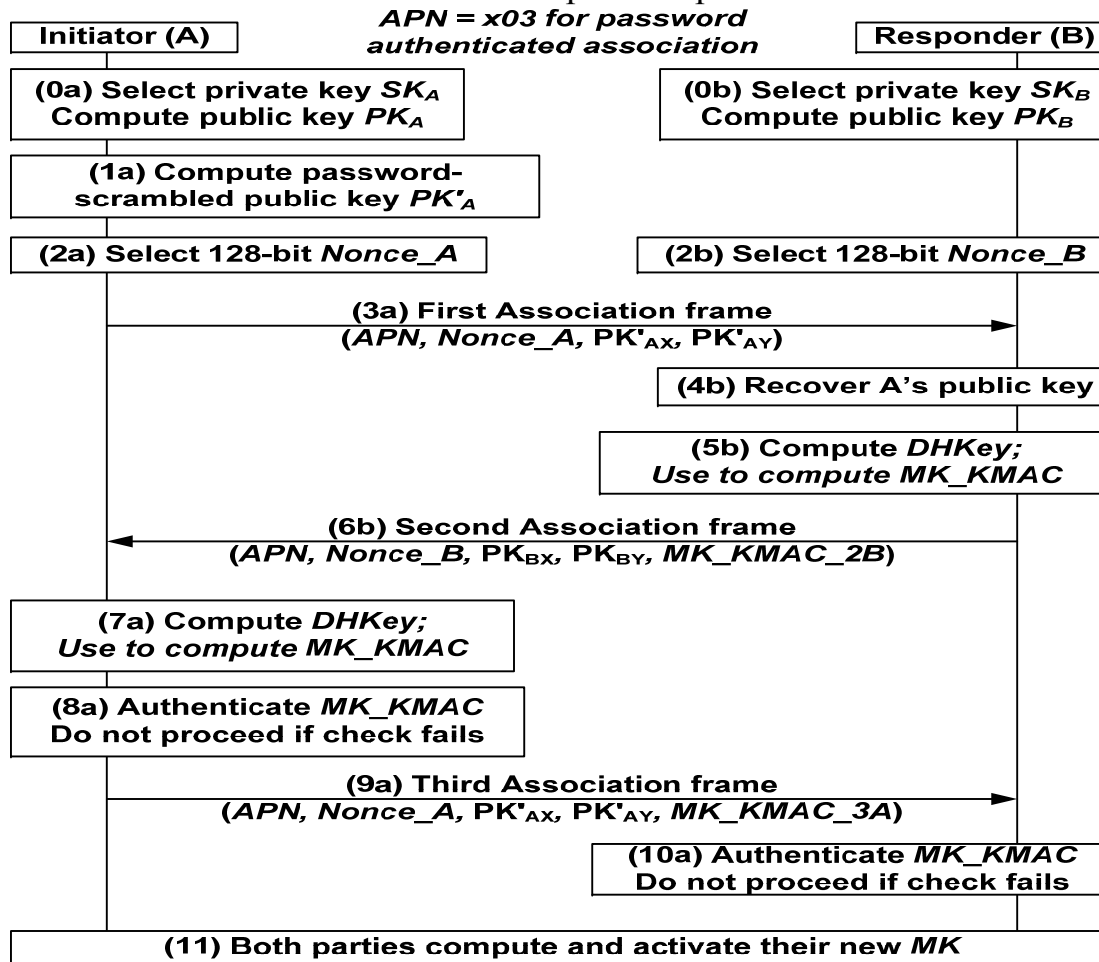 APN = x03 for password
authenticated association
Initiator (A)
Responder (B)
(0a) Select private key SKA
Compute public key PKA
(0b) Select private key SKB
Compute public key PKB
(1a) Compute password-
scrambled public key PK'A
(2a) Select 128-bit Nonce_A
(2b) Select 128-bit Nonce_B
(3a) First Association frame
(APN, Nonce_A, PK'AX, PK'AY)
(4b) Recover A's public key
(5b) Compute DHKey;
Use to compute MK_KMAC
(6b) Second Association frame
(APN, Nonce_B, PKBX, PKBY, MK_KMAC_2B)
(7a) Compute DHKey;
Use to compute MK_KMAC
(8a) Authenticate MK_KMAC
Do not proceed if check fails
(9a) Third Association frame
(APN, Nonce_A, PK'AX, PK'AY, MK_KMAC_3A)
(10a) Authenticate MK_KMAC
Do not proceed if check fails
(11) Both parties compute and activate their new MK